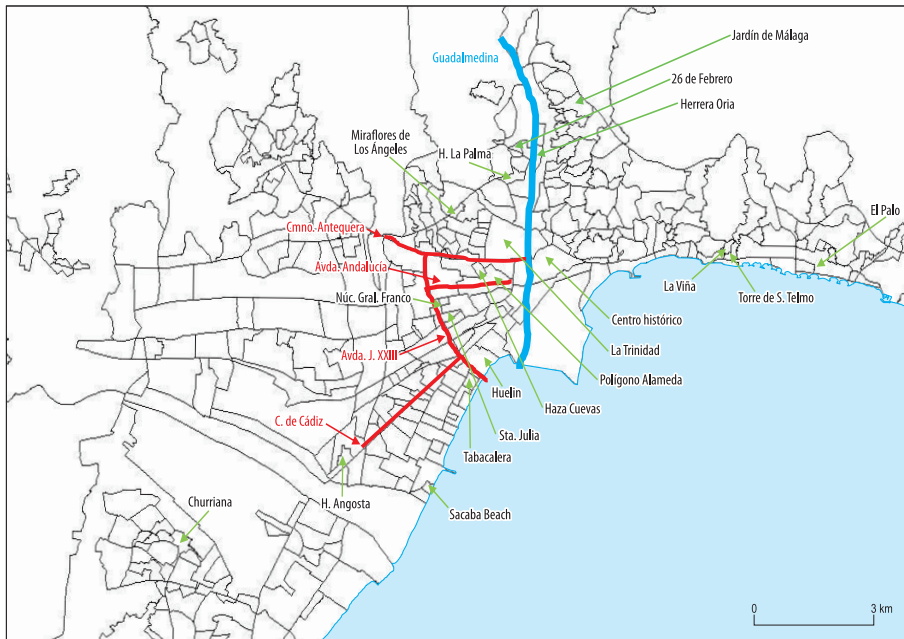 Jardín de Málaga
Guadalmedina
26 de Febrero
Herrera Oria
Miraflores de
Los Ángeles
H. La Palma
El Palo
Cmno. Antequera
Avda. Andalucía
La Viña
Torre de S. Telmo
Núc. Gral. Franco
Centro histórico
La Trinidad
Avda. J. XXIII
Polígono Alameda
Huelin
Haza Cuevas
C. de Cádiz
Sta. Julia
Tabacalera
H. Angosta
Churriana
Sacaba Beach
0 3 km